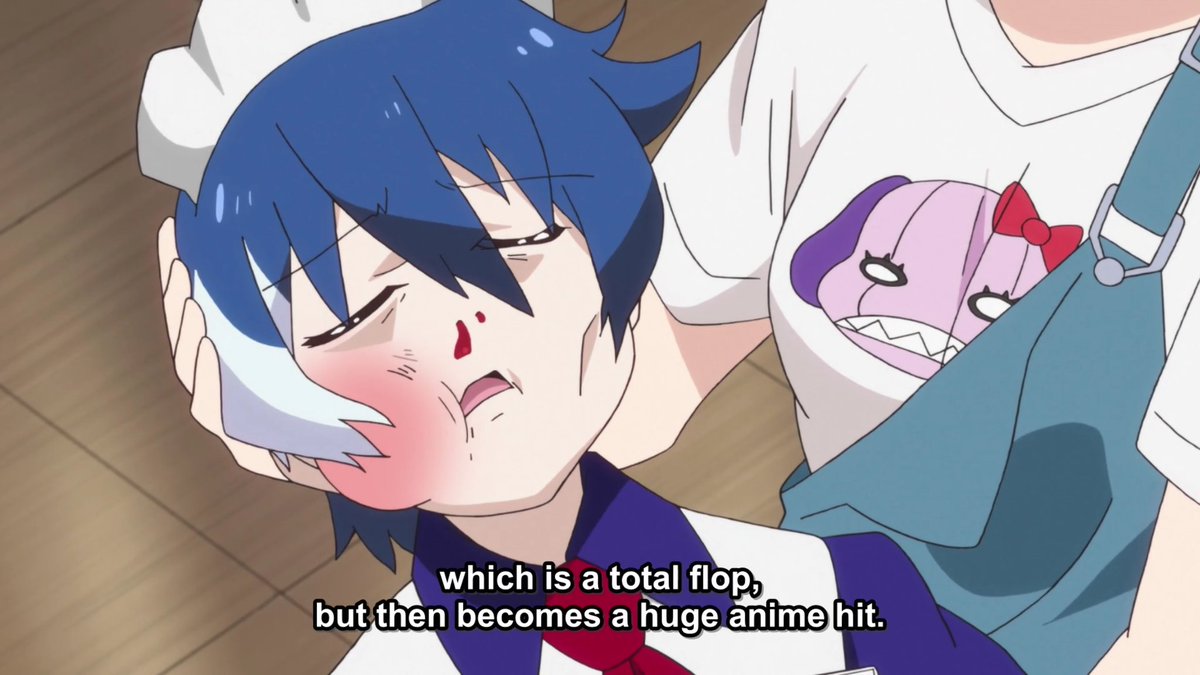 which is a total flop,
but then becomes a huge anime hit.